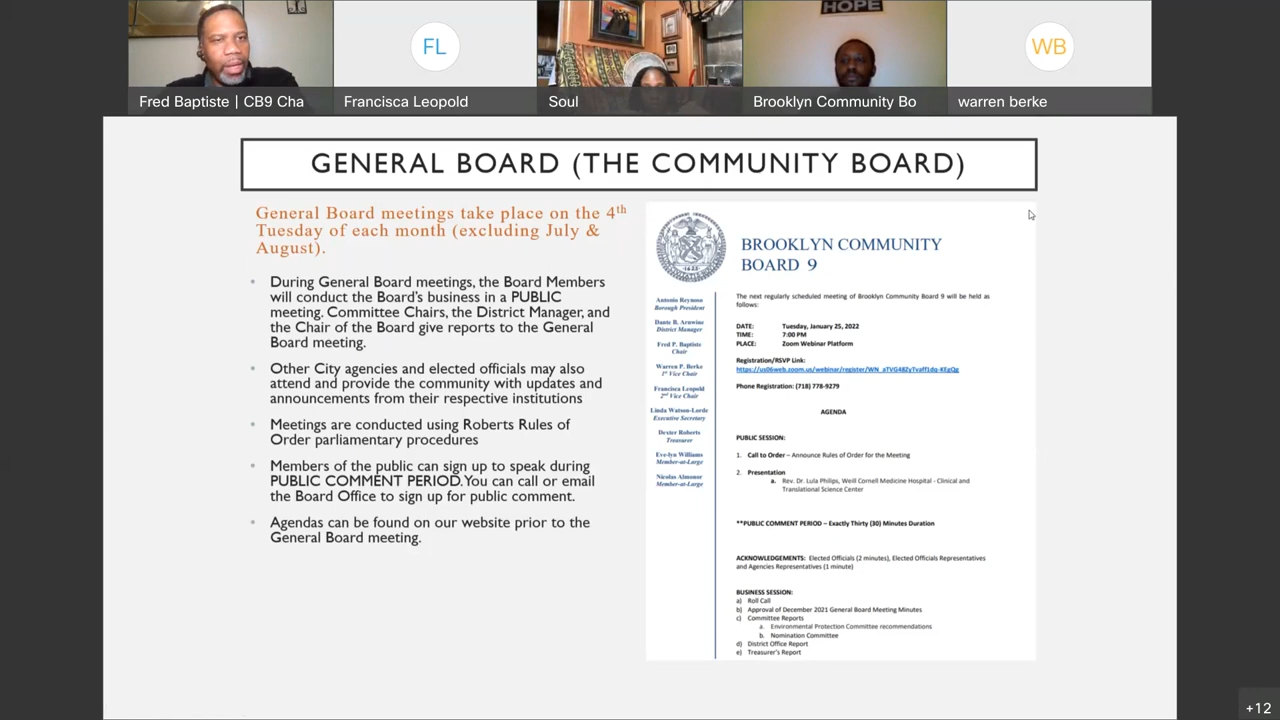 HOPE
FL
WB
Fred Baptiste | CB9 Cha
Francisca Leopold
Soul
Brooklyn Community Bo
warren berke
GENERAL BOARD (THE COMMUNITY BOARD)
General Board meetings take place on the 4th
Tuesday of each month (excluding July &
August).
• During General Board meetings, the Board Members
will conduct the Board's business in a PUBLIC
meeting. Committee Chairs, the District Manager, and
the Chair of the Board give reports to the General
Board meeting.
• Other City agencies and elected officials may also
attend and provide the community with updates and
announcements from their respective institutions
• Meetings are conducted using Roberts Rules of
Order parliamentary procedures
• Members of the public can sign up to speak during
PUBLIC COMMENT PERIOD. You can call or email
the Board Office to sign up for public comment.
• Agendas can be found on our website prior to the
General Board meeting.
BROOKLYN COMMUNITY
BOARD 9
Antonio Reynoso
Borough President
Dante B. Arnwine
District Manager
Fred P. Baptiste
Chair
Warren P. Berke
1st Vice Chair
Francisca Leopold
2nd Vice Chair
Linda Watson-Lorde
Executive Secretary
Dexter Roberts
Treasurer
Eve-lyn Williams
Member-at-Large
Nicolas Almonor
Member-at-Large
The next regularly scheduled meeting of Brooklyn Community Board 9 will be held as
follows:
DATE: Tuesday, January 25, 2022
TIME: 7:00 PM
PLACE: Zoom Webinar Platform
Registration/RSVP Link:
Phone Registration: (718) 778-9279
AGENDA
PUBLIC SESSION:
1. Call to Order – Announce Rules of Order for the Meeting
2. Presentation
a. Rev. Dr. Lula Philips, Weill Cornell Medicine Hospital - Clinical and
Translational Science Center
**PUBLIC COMMENT PERIOD – Exactly Thirty (30) Minutes Duration
ACKNOWLEDGEMENTS: Elected Officials (2 minutes), Elected Officials Representatives
and Agencies Representatives (1 minute)
BUSINESS SESSION:
a) Roll Call
b) Approval of December 2021 General Board Meeting Minutes
c) Committee Reports
a. Environmental Protection Committee recommendations
b. Nomination Committee
d) District Office Report
e) Treasurer's Report
+12